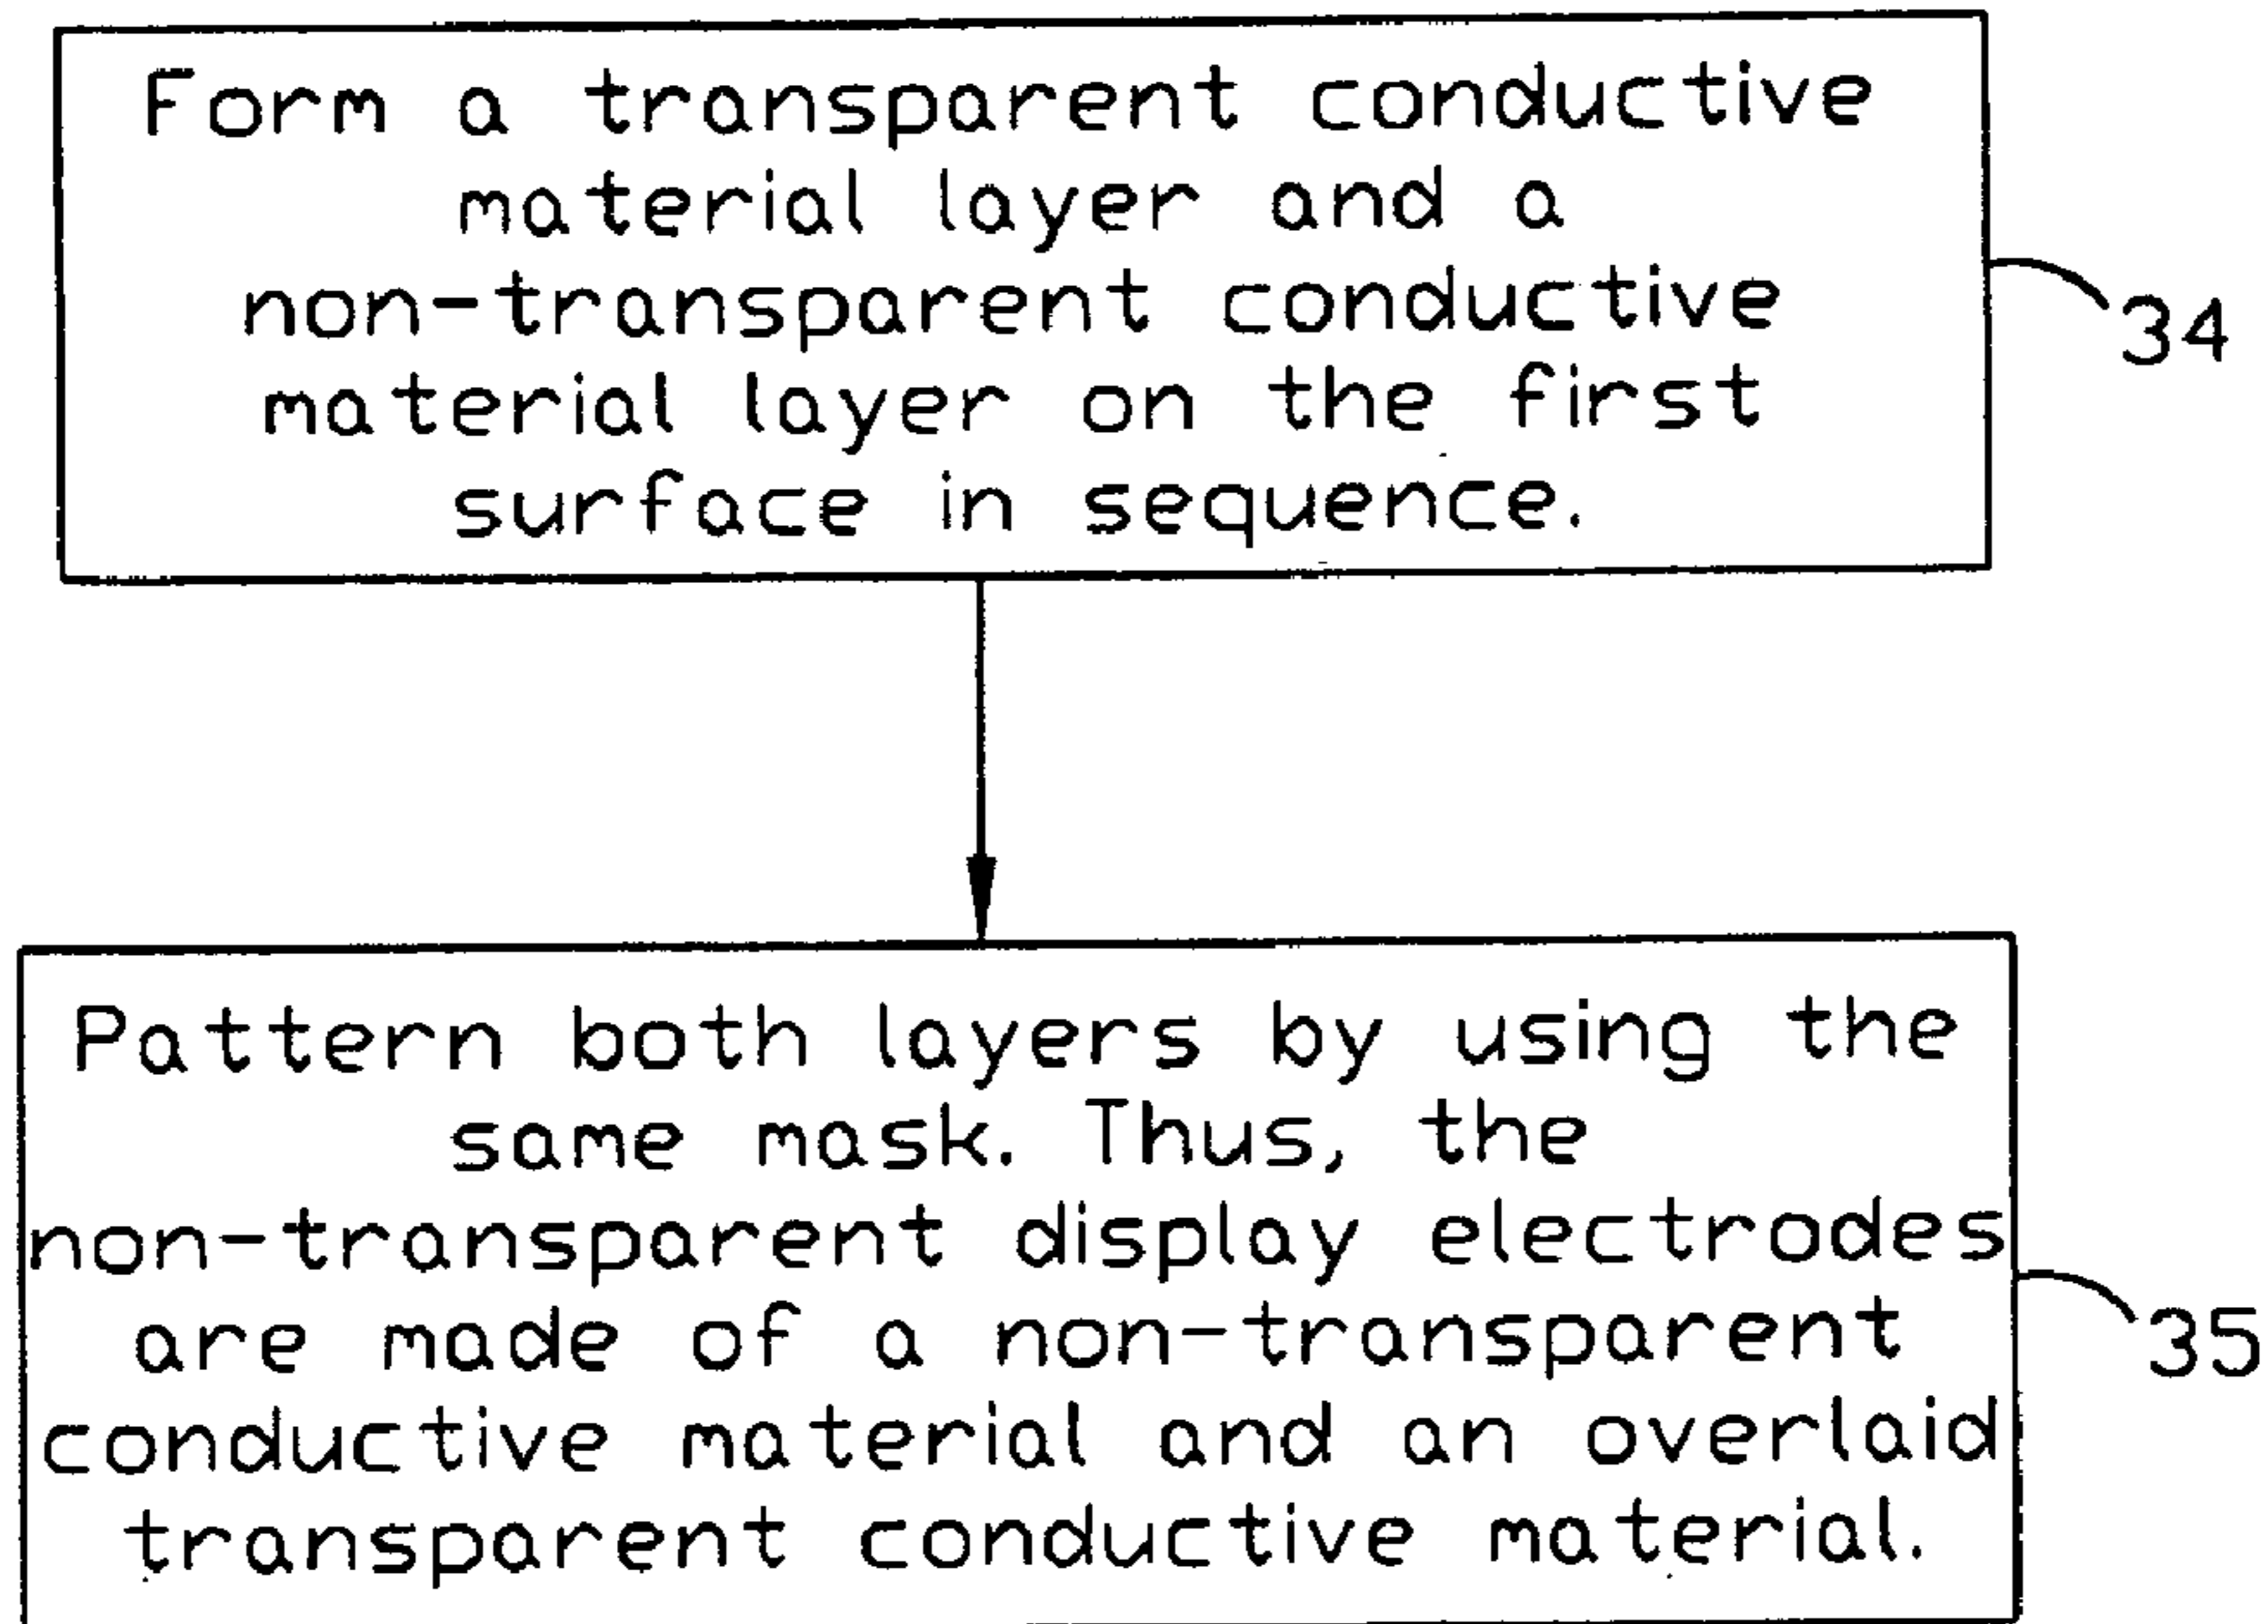 Form a transparent conductive
material layer and a
non-transparent conductive
material layer on the first
surface in sequence.
34
Pattern both layers by using the
same mask. Thus, the
non-transparent display electrodes
are made of a non-transparent
conductive material and an overlaid
transparent conductive material.
35